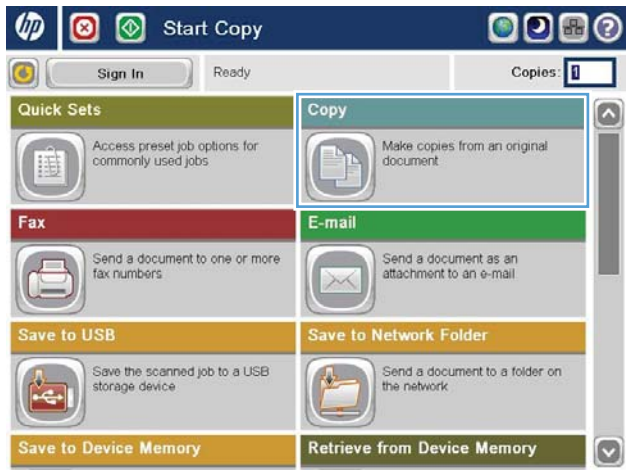 hp
Start Copy
?
Sign In
Ready
Copies: 1
Quick Sets
Access preset job options for
commonly used jobs
Copy
Make copies from an original
document
Fax
Send a document to one or more
fax numbers
E-mail
Send a document as an
attachment to an e-mail
Save to USB
Save the scanned job to a USB
storage device
Save to Network Folder
Send a document to a folder on
the network
Save to Device Memory
Retrieve from Device Memory